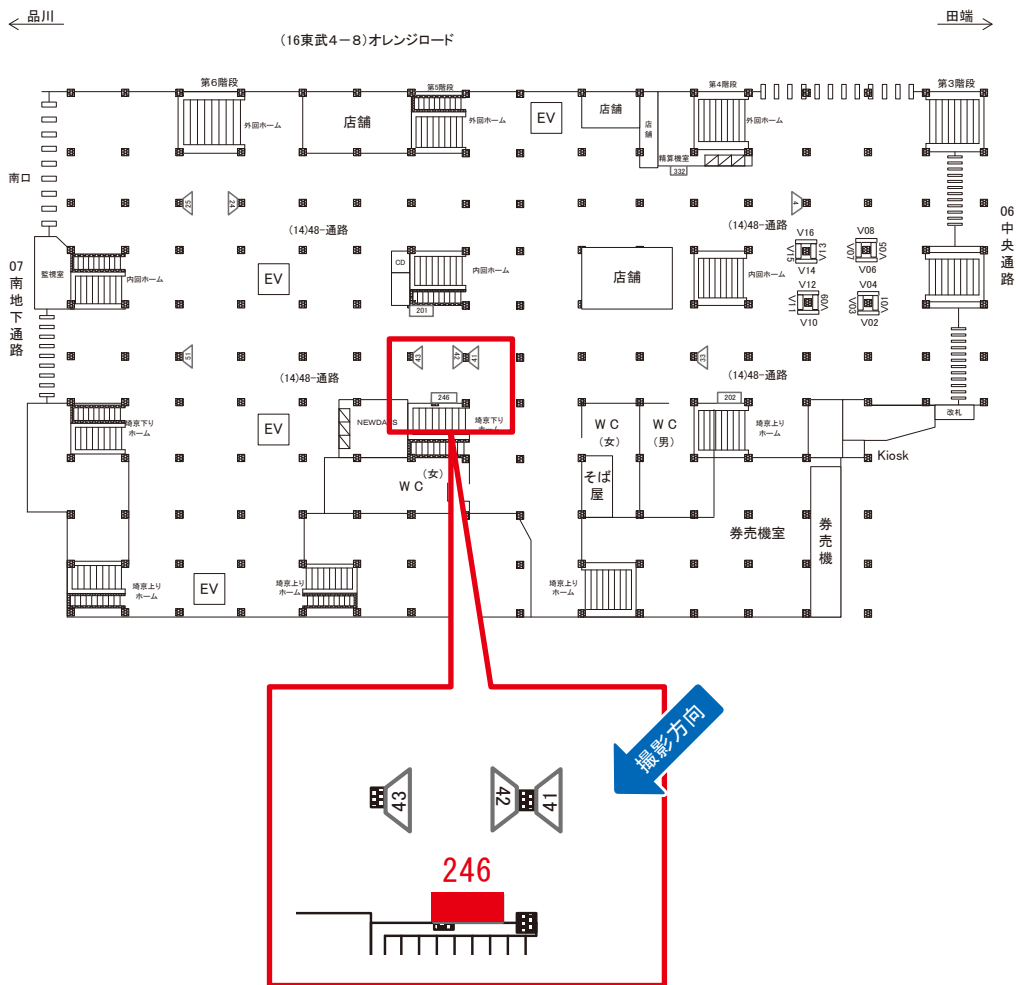 品川
田端
(16東武4-8)オレンジロード
第6階段
第5階段
第4階段
第3階段
外回ホーム
店舗
外回ホーム
EV
店舗
店舗
外回ホーム
精算機室
332
南口
25
24
4
06中央通路
(14)48-通路
(14)48-通路
07南地下通路
監視室
内回ホーム
EV
CD
内回ホーム
201
店舗
内回ホーム
V16
V15
V13
V14
V08
V07
V05
V06
V12
V11
V09
V10
V04
V03
V01
V02
51
43
42
41
33
(14)48-通路
(14)48-通路
埼京下り
ホーム
EV
NEWDAYS
246
埼京下り
ホーム
WC
(女)
WC
(男)
202
埼京上り
ホーム
改札
Kiosk
(女)
WC
そば屋
券売機室
券売機
埼京上り
ホーム
EV
埼京上り
ホーム
埼京上り
ホーム
撮影方向
43
42
41
246